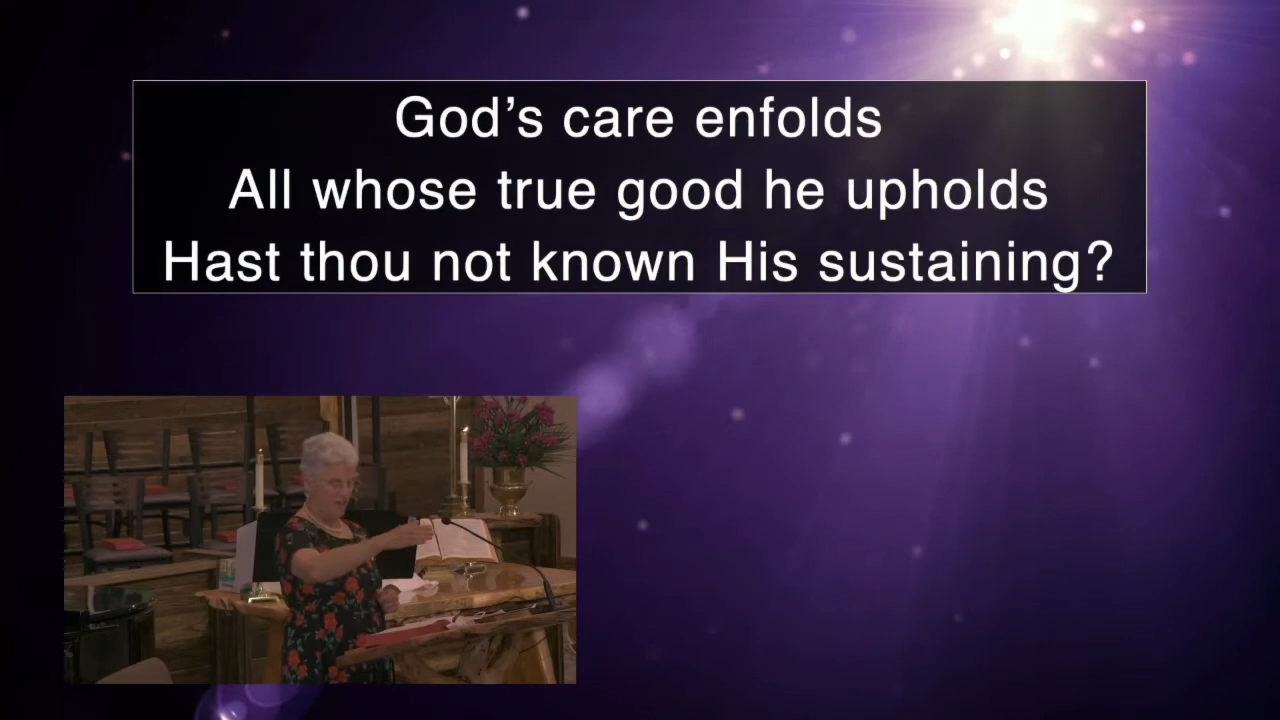 God’s care enfolds
All whose true good he upholds
Hast thou not known His sustaining?